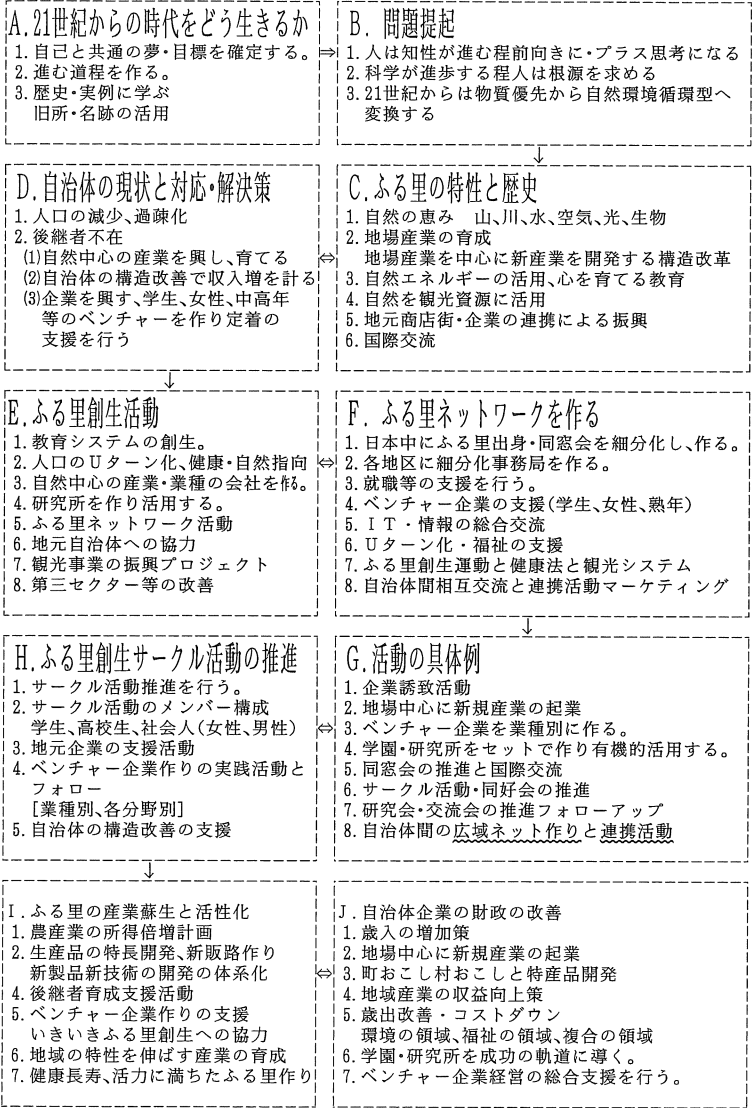 A.21世紀からの時代をどう生きるか
1.自己と共通の夢・目標を確定する。
2.進む道程を作る。
3.歴史・実例に学ぶ
旧所・名跡の活用
⇒
B. 問題提起
1.人は知性が進む程前向きに・プラス思考になる
2.科学が進歩する程人は根源を求める
3.21世紀からは物質優先から自然環境循環型へ
変換する
↓
D.自治体の現状と対応・解決策
1.人口の減少、過疎化
2.後継者不在
⑴自然中心の産業を興し、育てる
⑵自治体の構造改善で収入増を計る
⑶企業を興す、学生、女性、中高年
等のベンチャーを作り定着の
支援を行う
⇔
C.ふる里の特性と歴史
1.自然の恵み 山、川、水、空気、光、生物
2.地場産業の育成
地場産業を中心に新産業を開発する構造改革
3.自然エネルギーの活用、心を育てる教育
4.自然を観光資源に活用
5.地元商店街・企業の連携による振興
6.国際交流
↓
E.ふる里創生活動
1.教育システムの創生。
2.人口のUターン化、健康・自然指向
3.自然中心の産業・業種の会社を作る。
4.研究所を作り活用する。
5.ふる里ネットワーク活動
6.地元自治体への協力
7.観光事業の振興プロジェクト
8.第三セクター等の改善
⇔
F. ふる里ネットワークを作る
1.日本中にふる里出身・同窓会を細分化し、作る。
2.各地区に細分化事務局を作る。
3.就職等の支援を行う。
4.ベンチャー企業の支援(学生、女性、熟年)
5.IT・情報の総合交流
6.Uターン化・福祉の支援
7.ふる里創生運動と健康法と観光システム
8.自治体間相互交流と連携活動マーケティング
↓
H.ふる里創生サークル活動の推進
1.サークル活動推進を行う。
2.サークル活動のメンバー構成
学生、高校生、社会人(女性、男性)
3.地元企業の支援活動
4.ベンチャー企業作りの実践活動と
フォロー
[業種別、各分野別]
5.自治体の構造改善の支援
⇔
G.活動の具体例
1.企業誘致活動
2.地場中心に新規産業の起業
3.ベンチャー企業を業種別に作る。
4.学園・研究所をセットで作り有機的活用する。
5.同窓会の推進と国際交流
6.サークル活動・同好会の推進
7.研究会・交流会の推進フォローアップ
8.自治体間の広域ネット作りと連携活動
↓
I.ふる里の産業蘇生と活性化
1.農産業の所得倍増計画
2.生産品の特長開発、新販路作り
新製品新技術の開発の体系化
4.後継者育成支援活動
5.ベンチャー企業作りの支援
いきいきふる里創生への協力
6.地域の特性を伸ばす産業の育成
7.健康長寿、活力に満ちたふる里作り
⇔
J.自治体企業の財政の改善
1.歳入の増加策
2.地場中心に新規産業の起業
3.町おこし村おこしと特産品開発
4.地域産業の収益向上策
5.歳出改善・コストダウン
環境の領域、福祉の領域、複合の領域
6.学園・研究所を成功の軌道に導く。
7.ベンチャー企業経営の総合支援を行う。